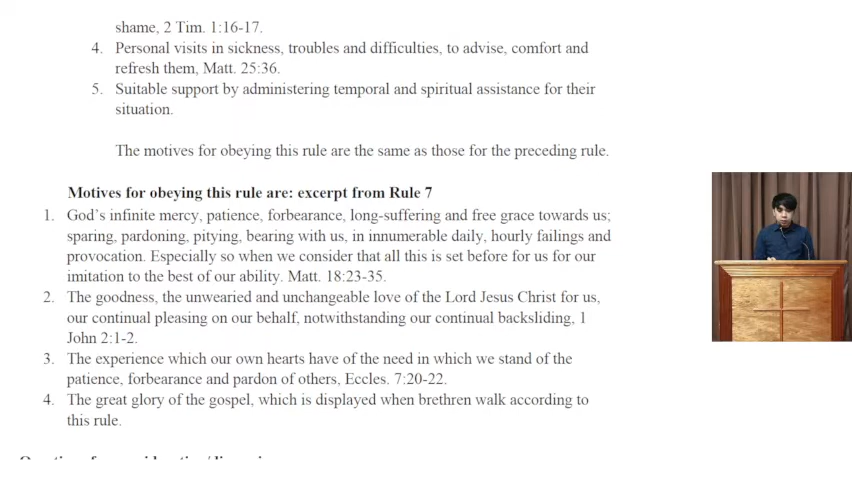 shame, 2 Tim. 1:16-17.
4. Personal visits in sickness, troubles and difficulties, to advise, comfort and
refresh them, Matt. 25:36.
5. Suitable support by administering temporal and spiritual assistance for their
situation.
The motives for obeying this rule are the same as those for the preceding rule.
Motives for obeying this rule are: excerpt from Rule 7
1. God's infinite mercy, patience, forbearance, long-suffering and free grace towards us;
sparing, pardoning, pitying, bearing with us, in innumerable daily, hourly failings and
provocation. Especially so when we consider that all this is set before for us for our
imitation to the best of our ability. Matt. 18:23-35.
2. The goodness, the unwearied and unchangeable love of the Lord Jesus Christ for us,
our continual pleasing on our behalf, notwithstanding our continual backsliding, 1
John 2:1-2.
3. The experience which our own hearts have of the need in which we stand of the
patience, forbearance and pardon of others, Eccles. 7:20-22.
4. The great glory of the gospel, which is displayed when brethren walk according to
this rule.